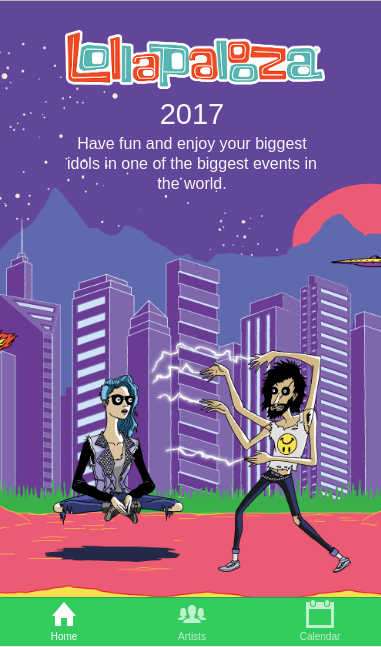 Lollapalooza
2017
Have fun and enjoy your biggest
idols in one of the biggest events in
the world.
Home
Artists
Calendar